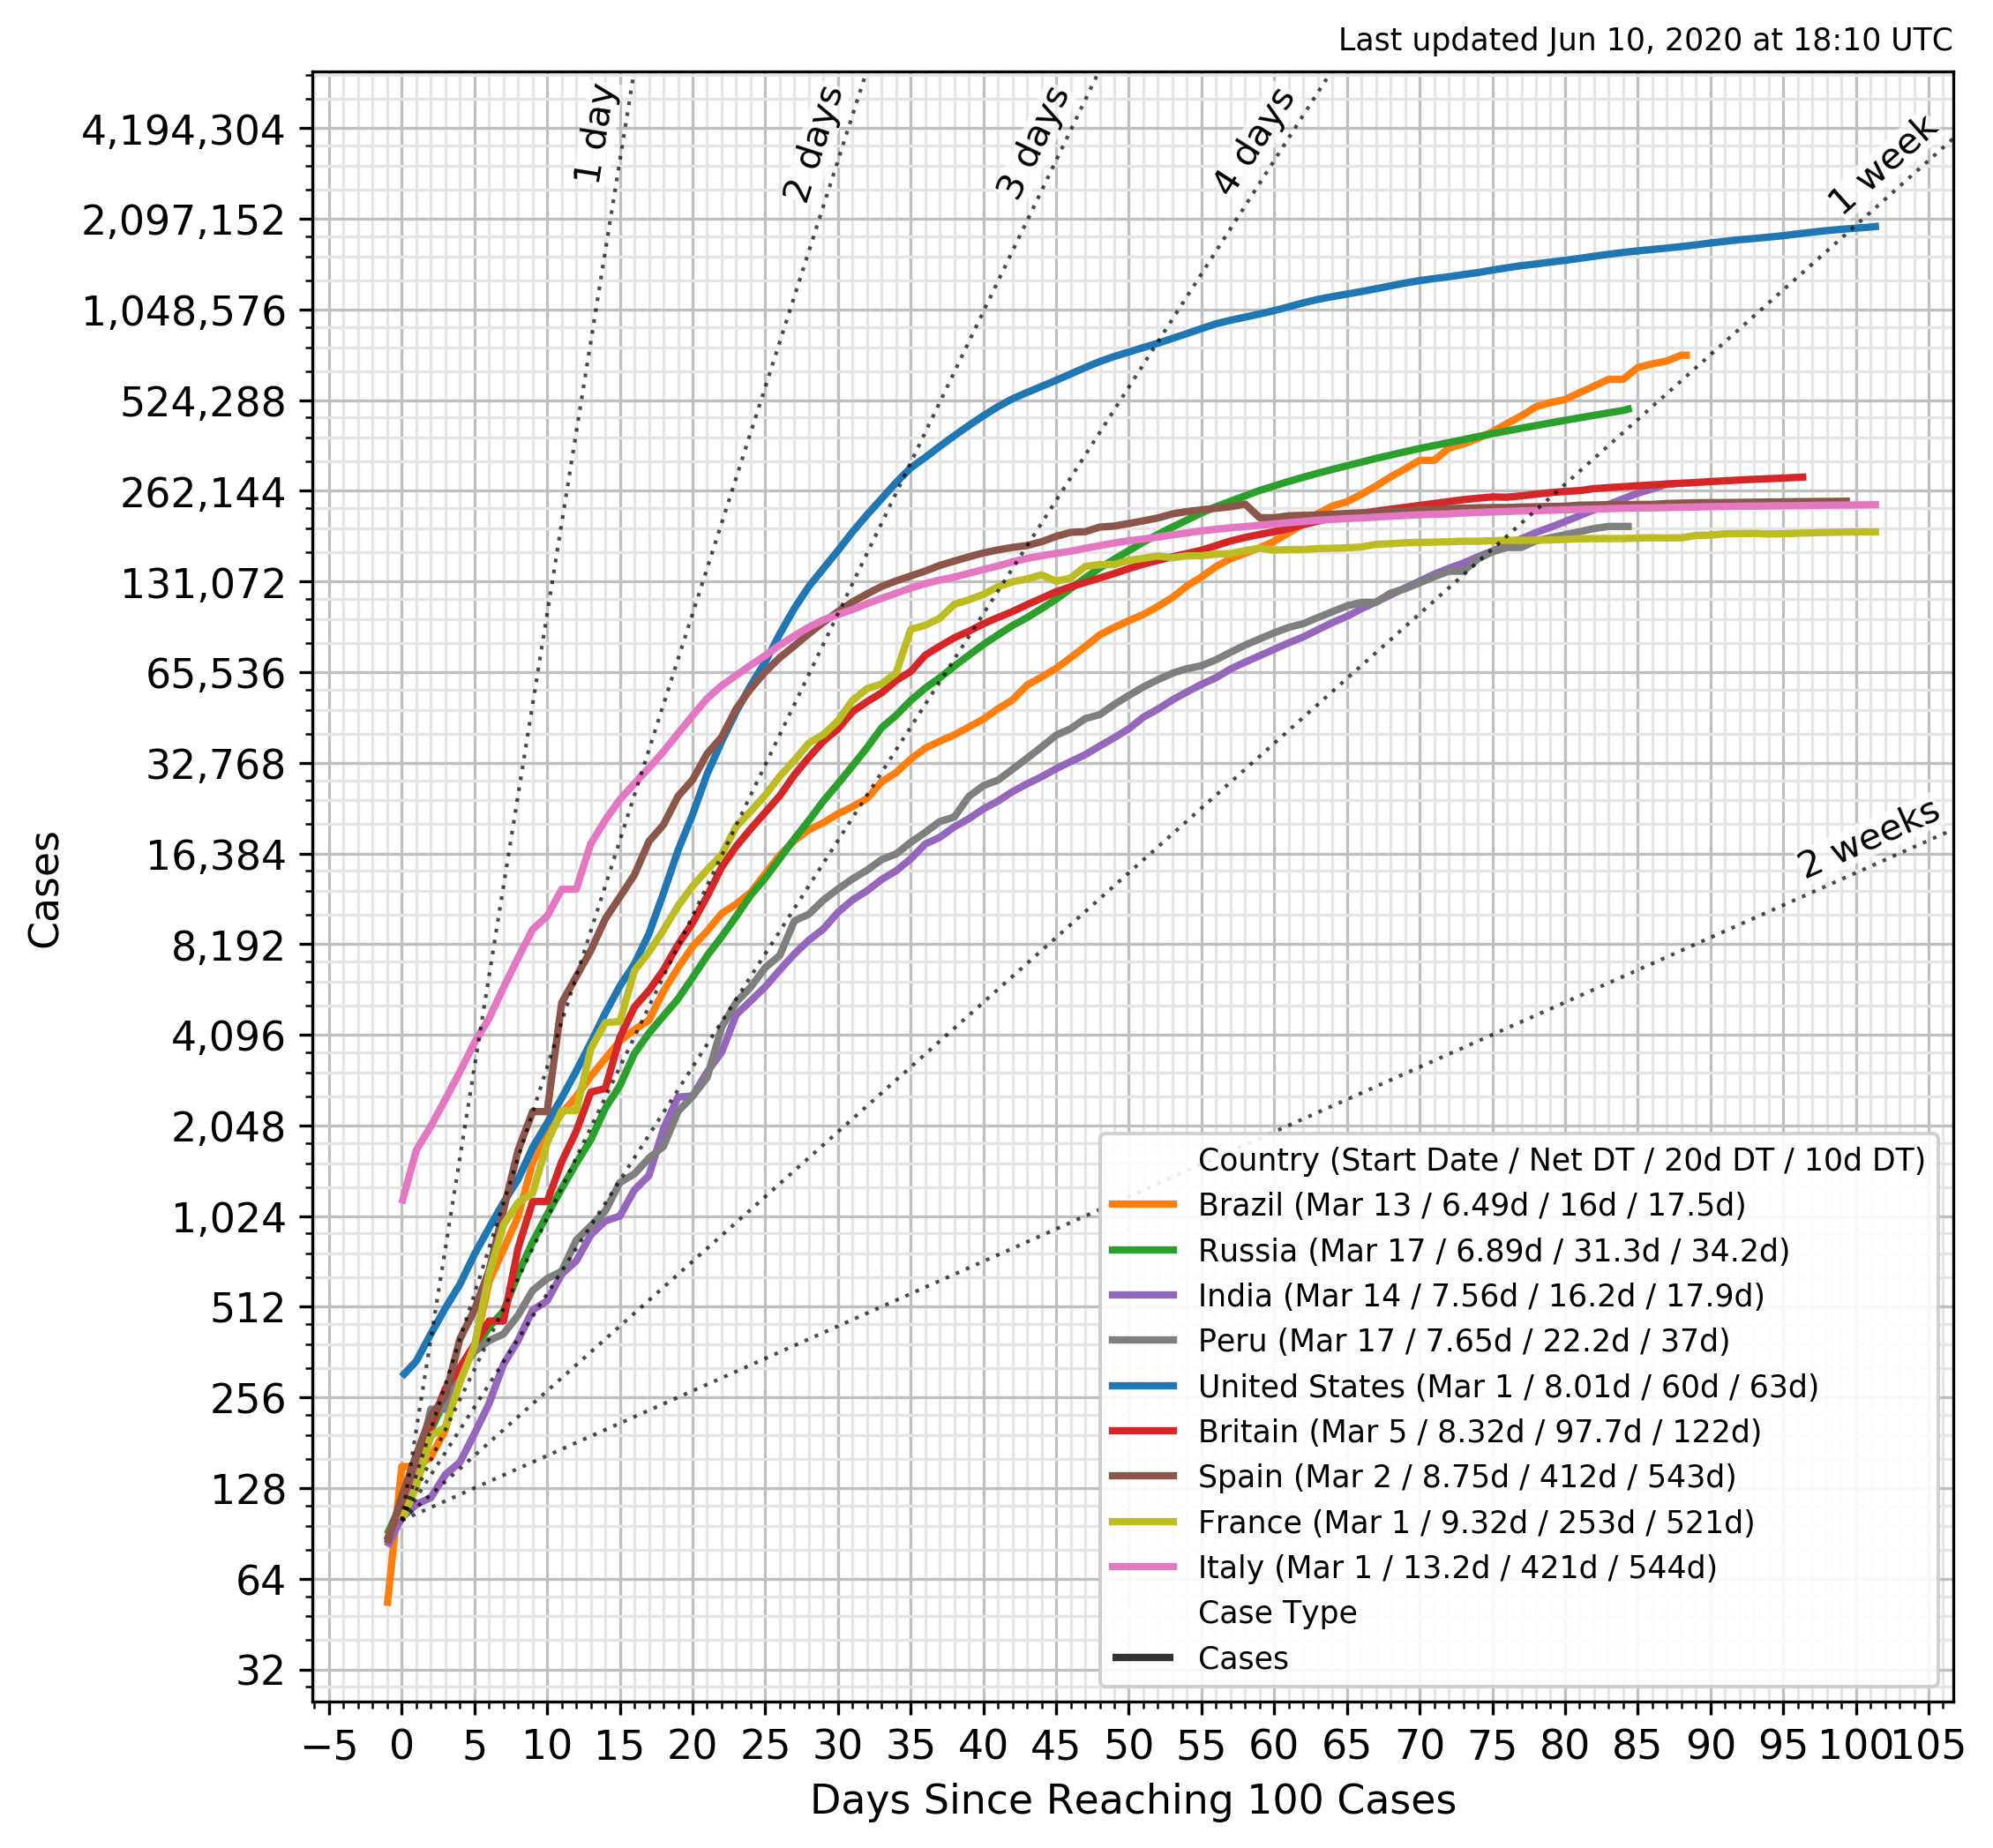 Last updated Jun 10, 2020 at 18:10 UTC
1 day
2 days
3 days
4 days
1 week
2 weeks
4,194,304
2,097,152
1,048,576
524,288
262,144
131,072
65,536
32,768
16,384
8,192
4,096
2,048
1,024
512
256
128
64
32
Cases
Country (Start Date / Net DT / 20d DT / 10d DT)
Brazil (Mar 13 / 6.49d / 16d / 17.5d)
Russia (Mar 17 / 6.89d / 31.3d / 34.2d)
India (Mar 14 / 7.56d / 16.2d / 17.9d)
Peru (Mar 17 / 7.65d / 22.2d / 37d)
United States (Mar 1 / 8.01d / 60d / 63d)
Britain (Mar 5 / 8.32d / 97.7d / 122d)
Spain (Mar 2 / 8.75d / 412d / 543d)
France (Mar 1 / 9.32d / 253d / 521d)
Italy (Mar 1 / 13.2d / 421d / 544d)
Case Type
Cases
−5 0 5 10 15 20 25 30 35 40 45 50 55 60 65 70 75 80 85 90 95 100 105
Days Since Reaching 100 Cases